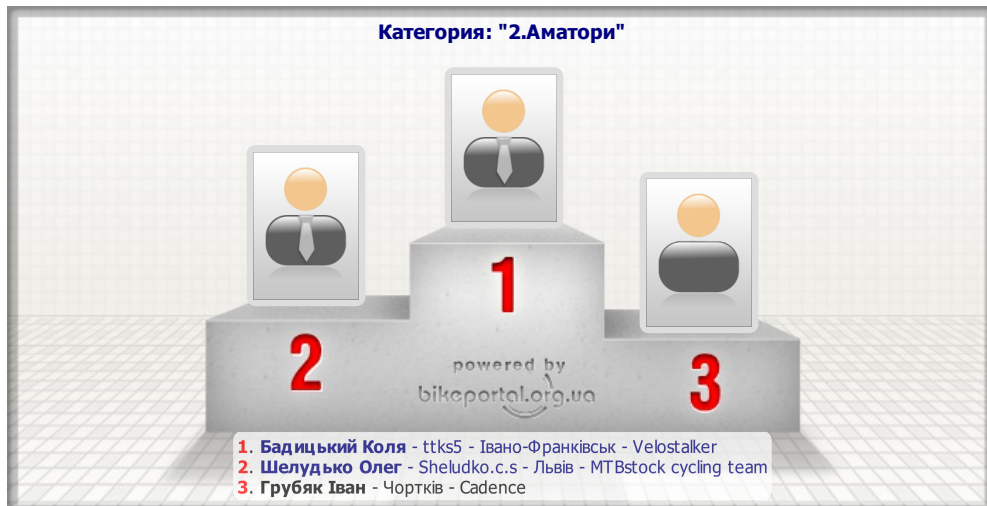 Категория: "2.Аматори"
1
2
3
powered by
bikeportal.org.ua
1. Бадицький Коля - ttks5 - Івано-Франківськ - Velostalker
2. Шелудько Олег - Sheludko.c.s - Львів - MTBstock cycling team
3. Грубяк Іван - Чортків - Cadence